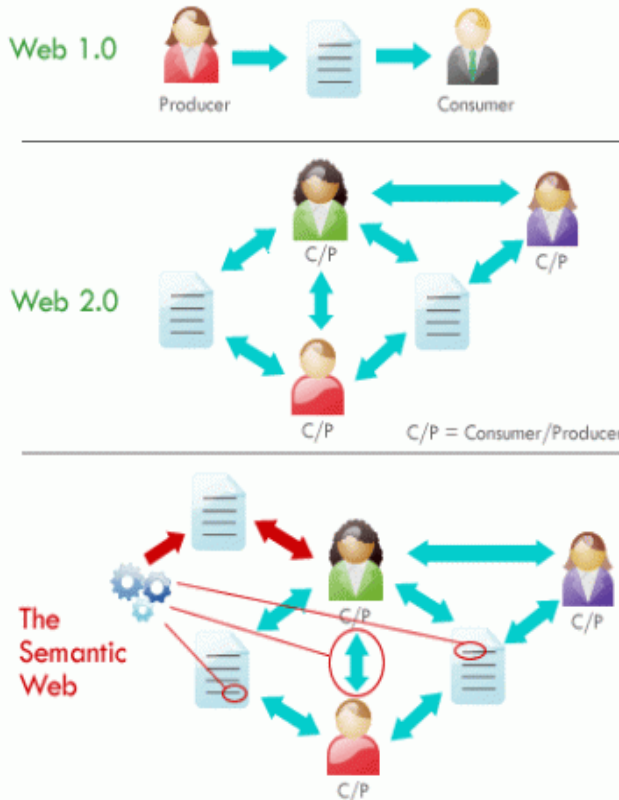 Web 1.0
Producer
Consumer
C/P
C/P
Web 2.0
C/P
C/P = Consumer/Producer
C/P
C/P
The
Semantic
Web
C/P